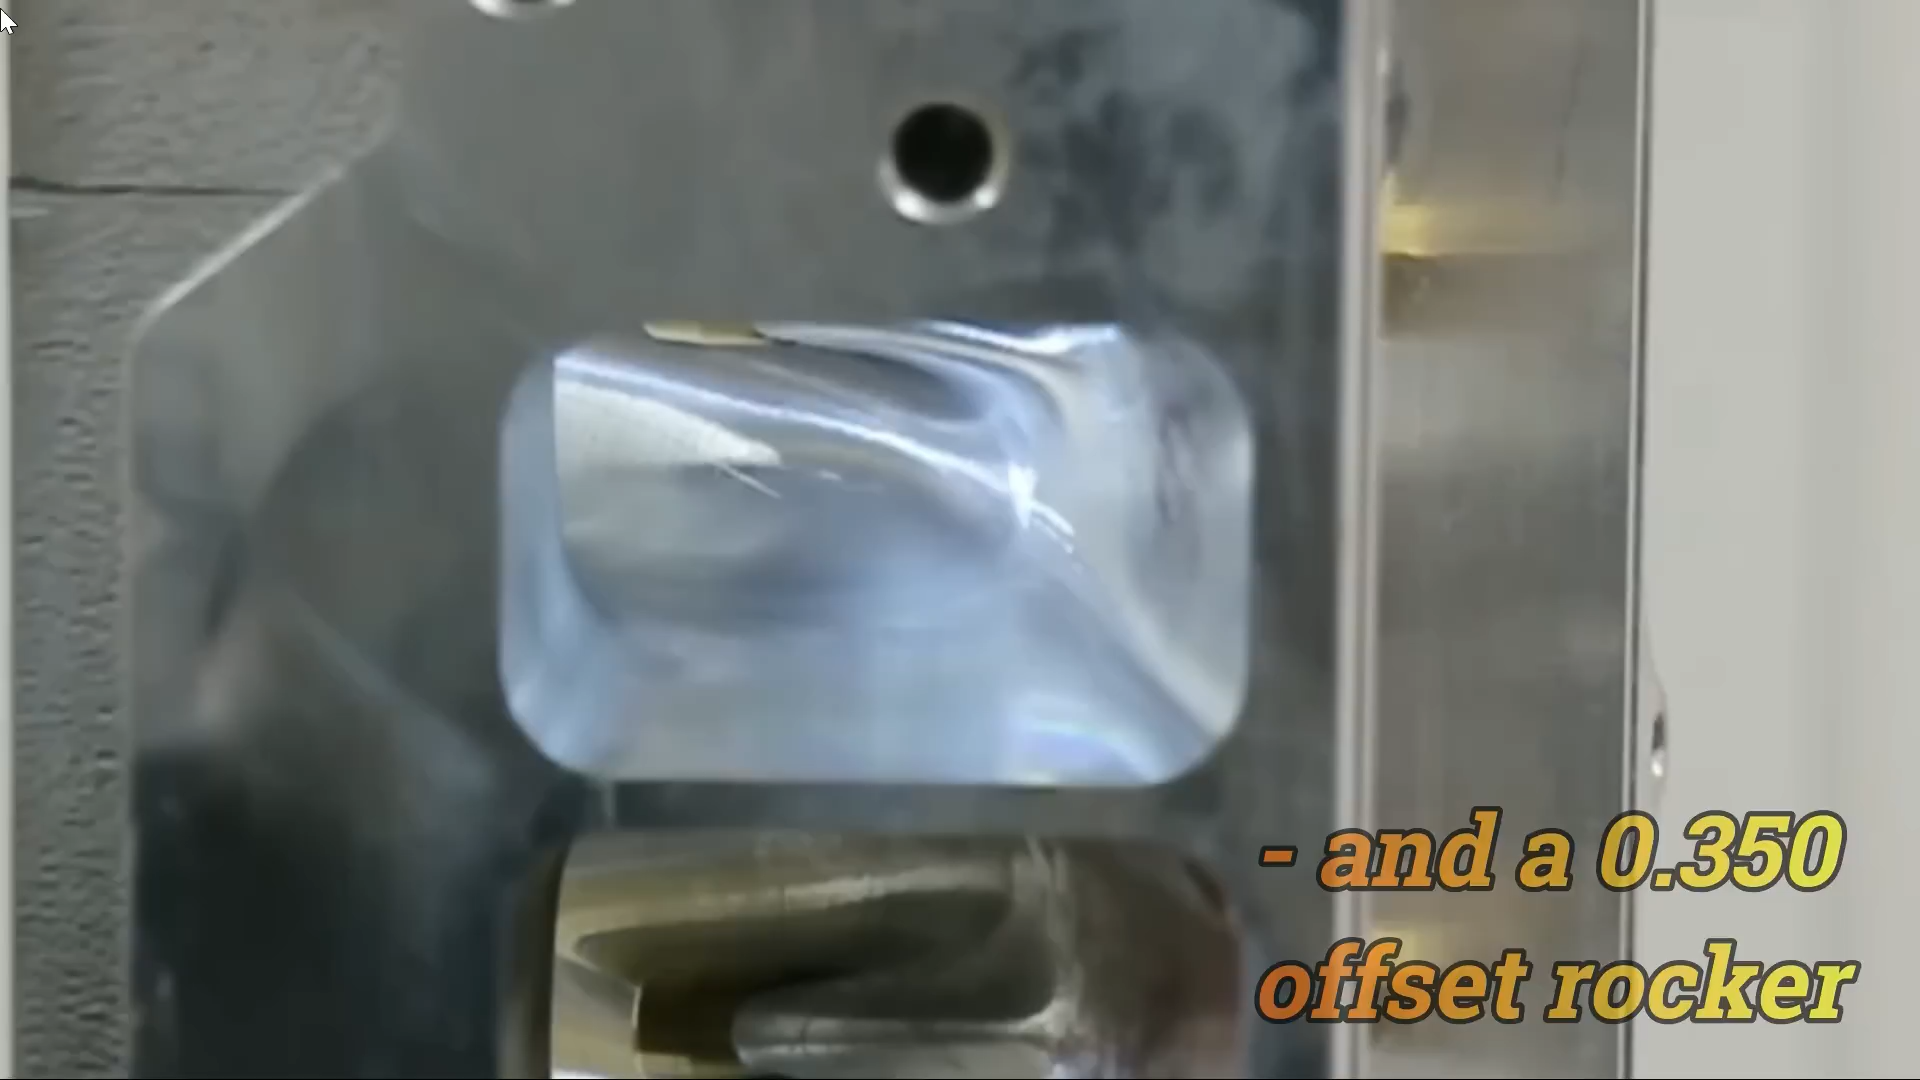 - and a 0.350
offset rocker